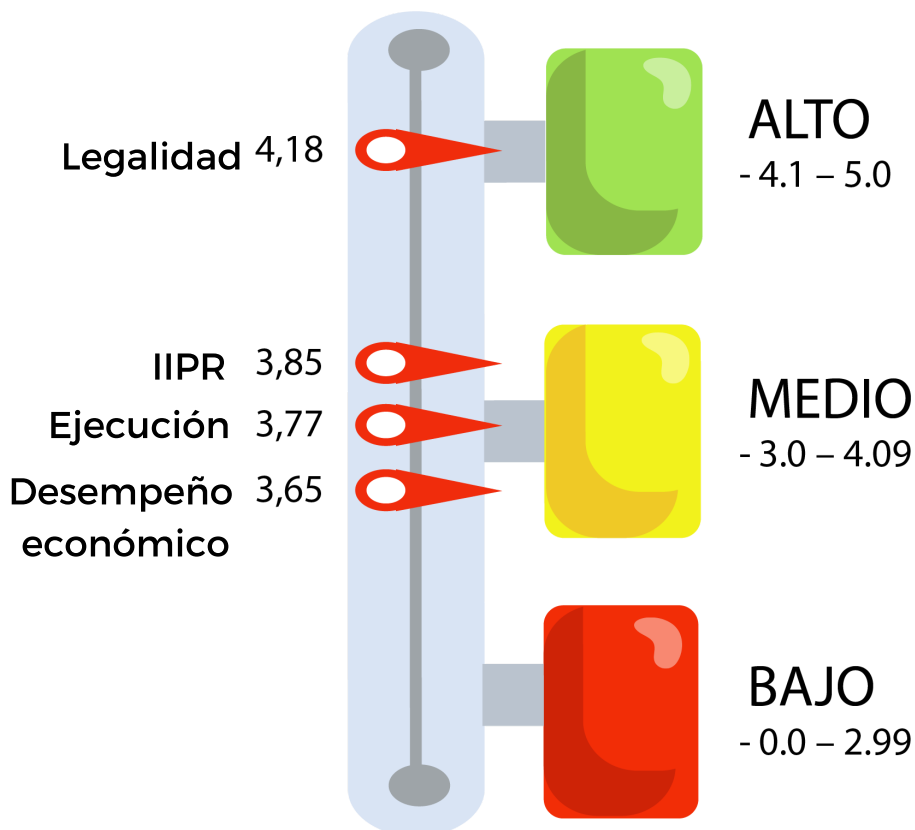 Legalidad 4,18
ALTO
- 4.1 – 5.0
IIPR 3,85
Ejecución 3,77
MEDIO
- 3.0 – 4.09
Desempeño 3,65
económico
BAJO
- 0.0 – 2.99